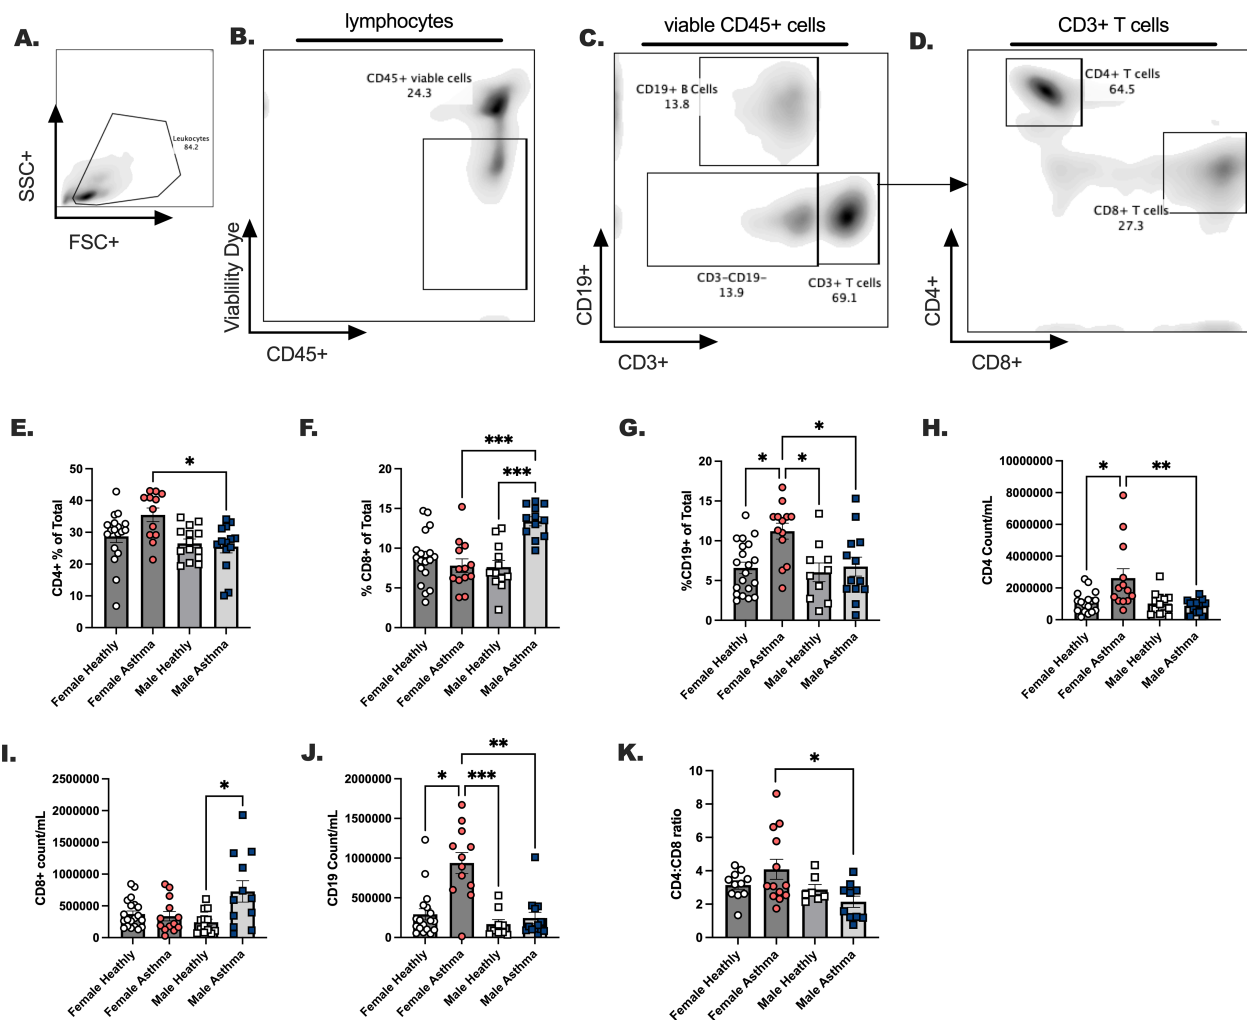 A.
SSC+
FSC+
Leukocytes
84.2
B.
lymphocytes
CD45+ viable cells
24.3
Viablility Dye
CD45+
C.
viable CD45+ cells
CD19+ B Cells
13.8
CD3-CD19-
13.9
CD3+ T cells
69.1
CD19+
CD3+
D.
CD3+ T cells
CD4+ T cells
64.5
CD8+ T cells
27.3
CD4+
CD8+
E.
CD4+ % of Total
50
40
30
20
10
0
*
Female Heathly
Female Asthma
Male Heathly
Male Asthma
F.
% CD8+ of Total
20
15
10
5
0
***
***
Female Heathly
Female Asthma
Male Heathly
Male Asthma
G.
%CD19+ of Total
20
15
10
5
0
*
*
*
Female Heathly
Female Asthma
Male Heathly
Male Asthma
H.
CD4 Count/mL
10000000
8000000
6000000
4000000
2000000
0
*
**
Female Heathly
Female Asthma
Male Heathly
Male Asthma
I.
CD8+ count/mL
2500000
2000000
1500000
1000000
500000
0
*
Female Heathly
Female Asthma
Male Heathly
Male Asthma
J.
CD19 Count/mL
2000000
1500000
1000000
500000
0
**
*
***
Female Heathly
Female Asthma
Male Heathly
Male Asthma
K.
CD4:CD8 ratio
10
8
6
4
2
0
*
Female Heathly
Female Asthma
Male Heathly
Male Asthma